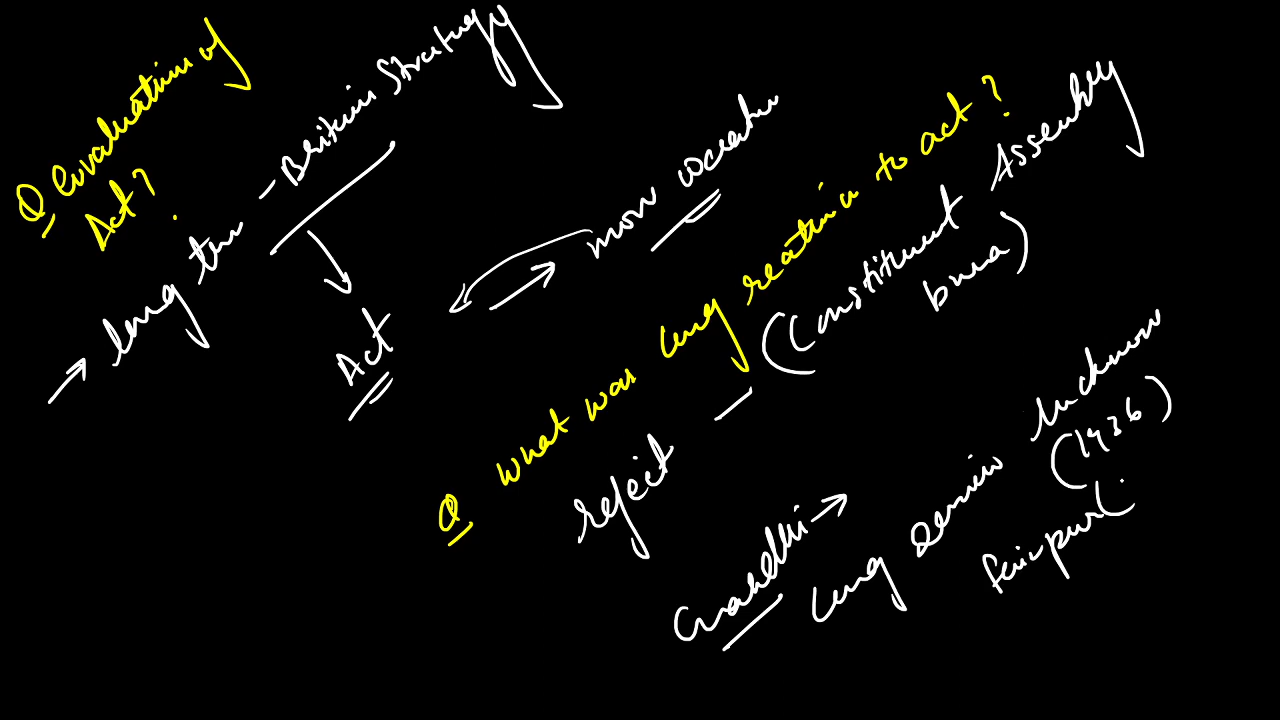 Q Evaluation of
Act?
→ long term - British Strategy
Act
more
Q What was Cong reaction to act?
reject - (Constituent Assembly
Gandhi →
Cong session Lucknow
(1936)
faizpur